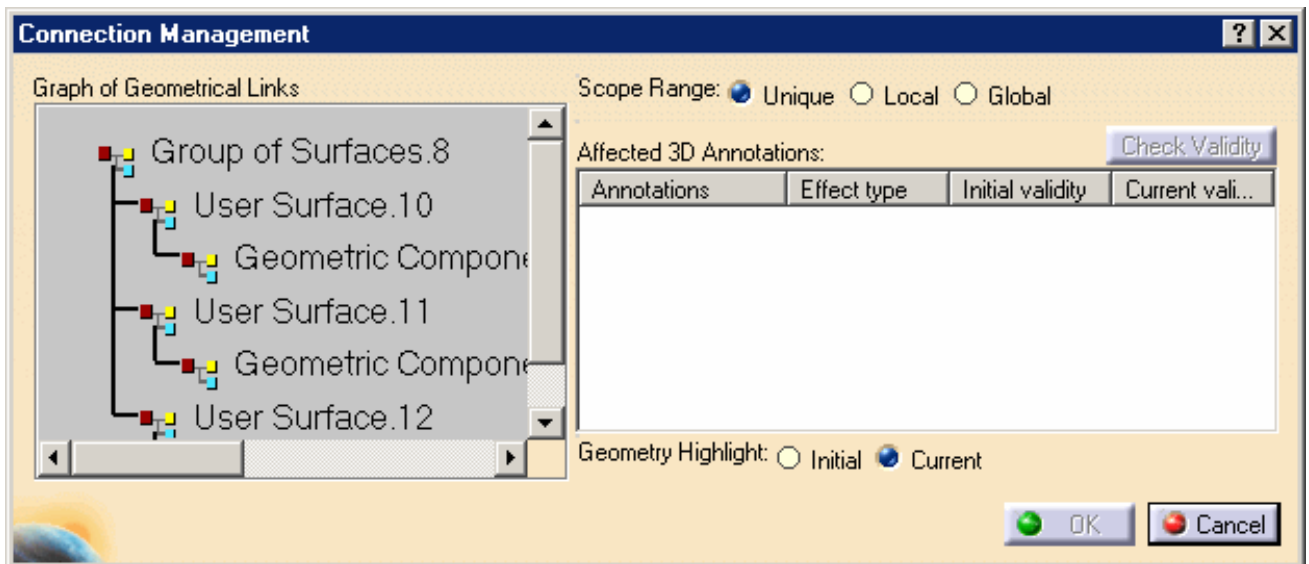 Connection Management
Graph of Geometrical Links
Group of Surfaces.8
User Surface.10
Geometric Compone
User Surface.11
Geometric Compone
User Surface.12
Scope Range: Unique Local Global
Affected 3D Annotations: Check Validity
Annotations Effect type Initial validity Current vali...
Geometry Highlight: Initial Current
OK Cancel